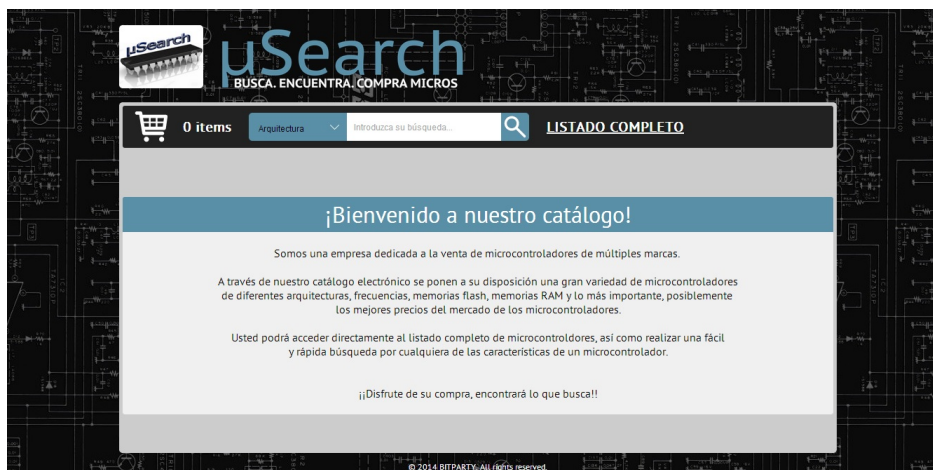 µSearch
µSearch
BUSCA. ENCUENTRA. COMPRA MICROS
0 items
Arquitectura
Introduzca su búsqueda...
LISTADO COMPLETO
¡Bienvenido a nuestro catálogo!
Somos una empresa dedicada a la venta de microcontroladores de múltiples marcas.
A través de nuestro catálogo electrónico se ponen a su disposición una gran variedad de microcontroladores
de diferentes arquitecturas, frecuencias, memorias flash, memorias RAM y lo más importante, posiblemente
los mejores precios del mercado de los microcontroladores.
Usted podrá acceder directamente al listado completo de microcontroldores, así como realizar una fácil
y rápida búsqueda por cualquiera de las características de un microcontrolador.
¡¡Disfrute de su compra, encontrará lo que busca!!
© 2014 BITPARTY. All rights reserved.